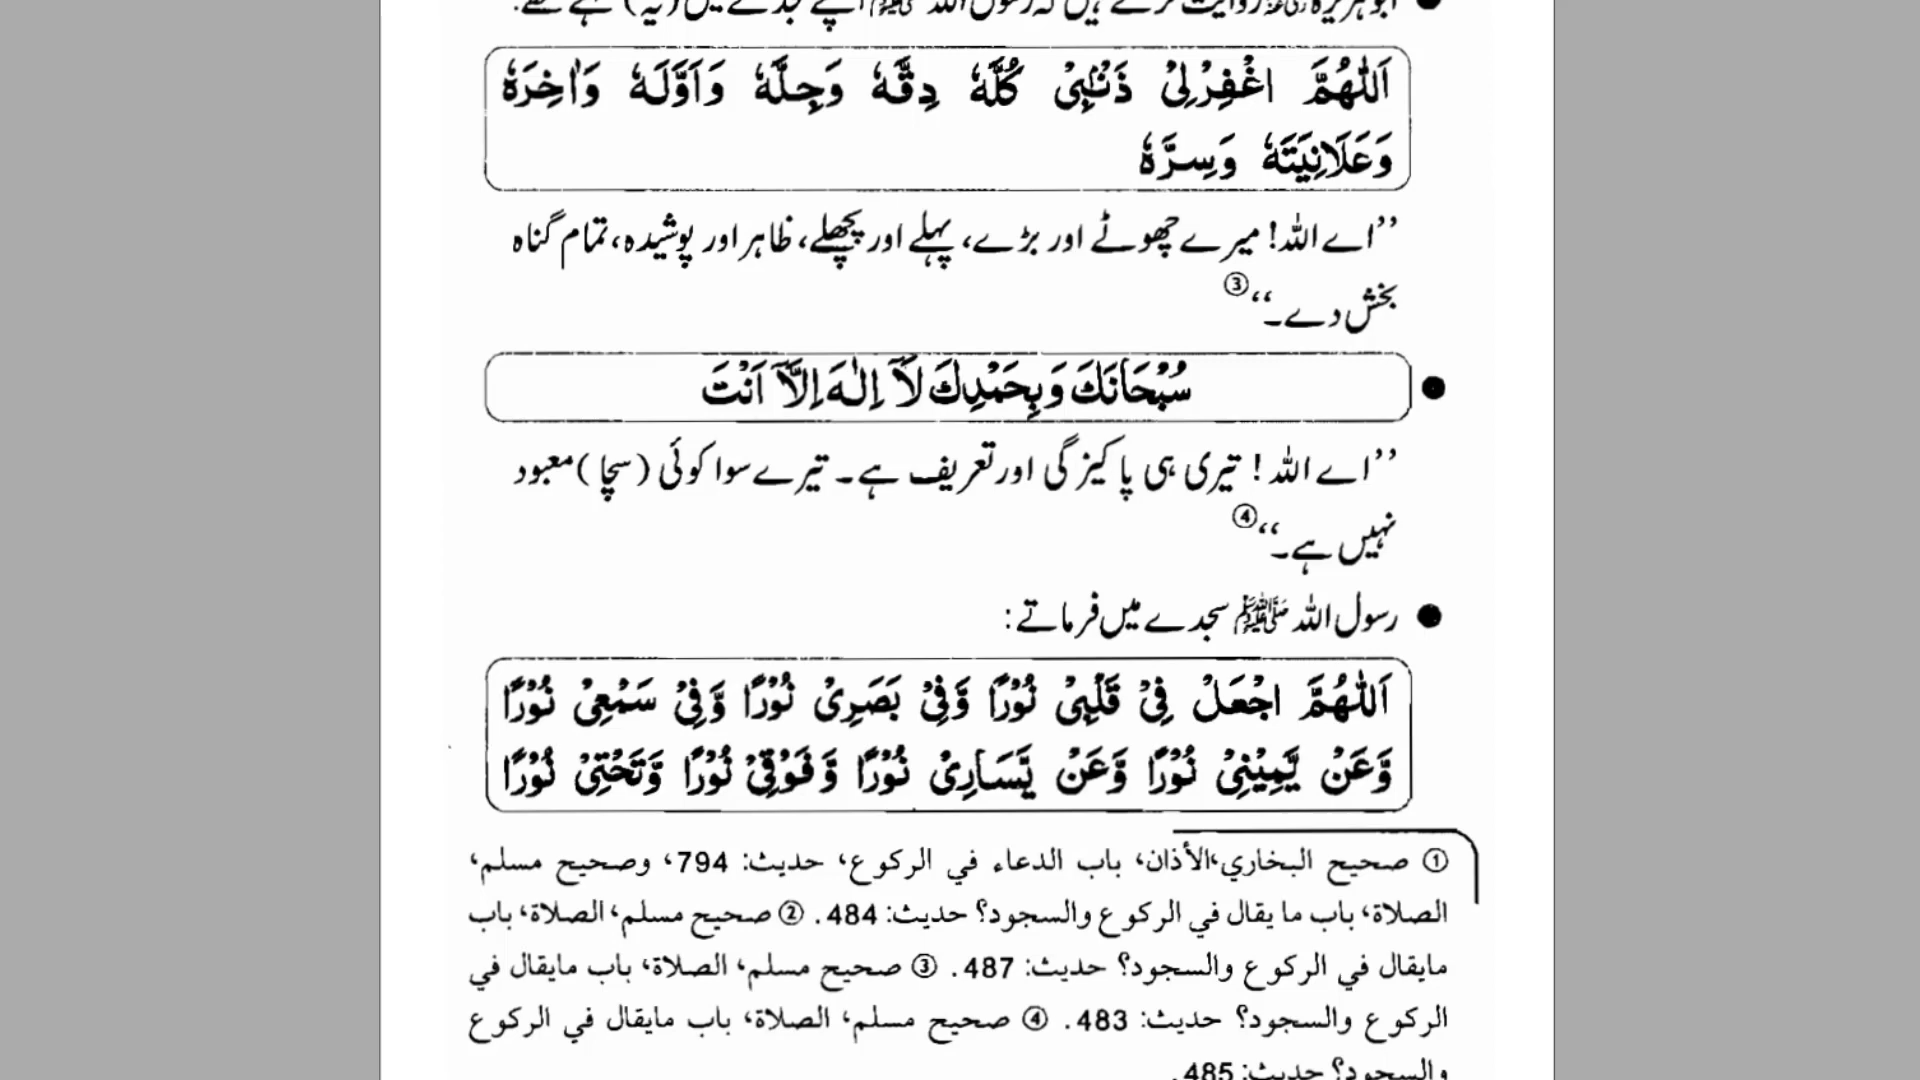 اَللّٰهُمَّ اغْفِرْلِیْ ذَنْۢبِیْ كُلَّهٗ دِقَّهٗ وَجِلَّهٗ وَاَوَّلَهٗ وَاٰخِرَهٗ
وَعَلَانِيَتَهٗ وَسِرَّهٗ
’’اے اللہ! میرے چھوٹے اور بڑے، پہلے اور پچھلے، ظاہر اور پوشیدہ، تمام گناہ
بخش دے۔‘‘③
● سُبْحَانَكَ وَبِحَمْدِكَ لَآ اِلٰهَ اِلَّآ اَنْتَ
’’اے اللہ! تیری ہی پاکیزگی اور تعریف ہے۔ تیرے سوا کوئی (سچا) معبود
نہیں ہے۔‘‘④
● رسول اللہ ﷺ سجدے میں فرماتے:
اَللّٰهُمَّ اجْعَلْ فِیْ قَلْبِیْ نُوْرًا وَّفِیْ بَصَرِیْ نُوْرًا وَّفِیْ سَمْعِیْ نُوْرًا
وَّعَنْ يَّمِيْنِیْ نُوْرًا وَّعَنْ يَّسَارِیْ نُوْرًا وَّفَوْقِیْ نُوْرًا وَّتَحْتِیْ نُوْرًا
① صحيح البخاري، الأذان، باب الدعاء في الركوع، حديث: 794، وصحيح مسلم،
الصلاة، باب ما يقال في الركوع والسجود؟ حديث: 484. ② صحيح مسلم، الصلاة، باب
مايقال في الركوع والسجود؟ حديث: 487. ③ صحيح مسلم، الصلاة، باب مايقال في
الركوع والسجود؟ حديث: 483. ④ صحيح مسلم، الصلاة، باب مايقال في الركوع
والسجود؟ حديث: 485.